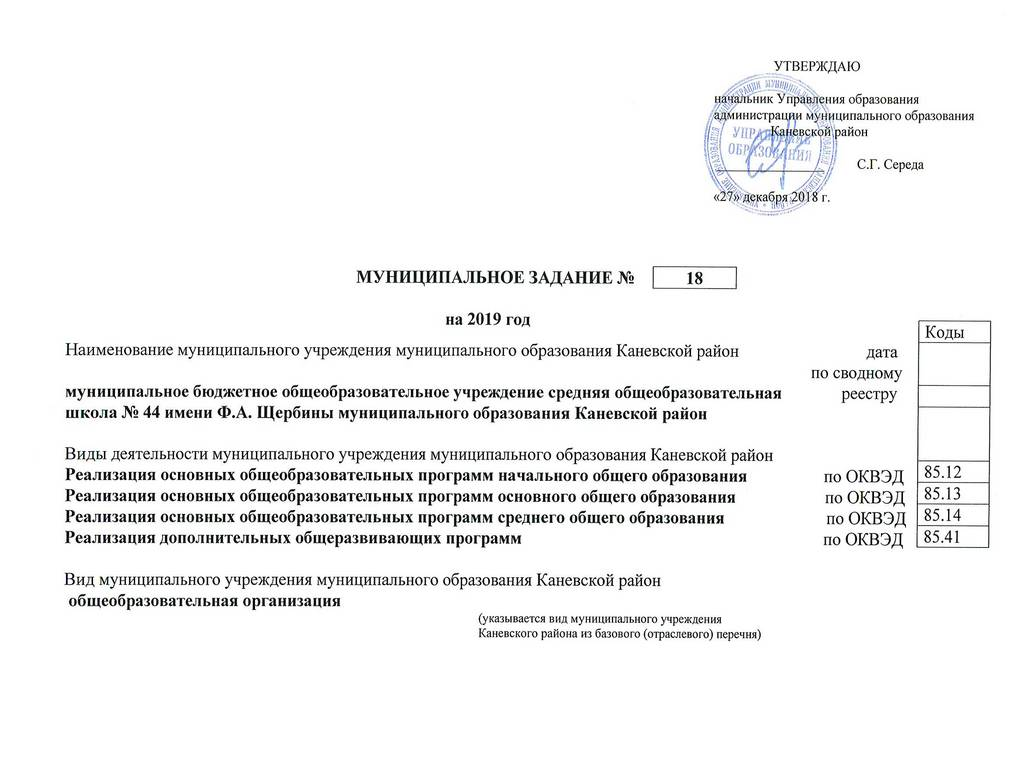 УТВЕРЖДАЮ
начальник Управления образования
администрации муниципального образования
Каневской район
УПРАВЛЕНИЕ
ОБРАЗОВАНИЯ
С.Г. Середа
«27» декабря 2018 г.
МУНИЦИПАЛЬНОЕ ЗАДАНИЕ № 18
на 2019 год
Коды
Наименование муниципального учреждения муниципального образования Каневской район дата
по сводному
муниципальное бюджетное общеобразовательное учреждение средняя общеобразовательная реестру
школа № 44 имени Ф.А. Щербины муниципального образования Каневской район
Виды деятельности муниципального учреждения муниципального образования Каневской район
Реализация основных общеобразовательных программ начального общего образования по ОКВЭД 85.12
Реализация основных общеобразовательных программ основного общего образования по ОКВЭД 85.13
Реализация основных общеобразовательных программ среднего общего образования по ОКВЭД 85.14
Реализация дополнительных общеразвивающих программ по ОКВЭД 85.41
Вид муниципального учреждения муниципального образования Каневской район
общеобразовательная организация
(указывается вид муниципального учреждения
Каневского района из базового (отраслевого) перечня)